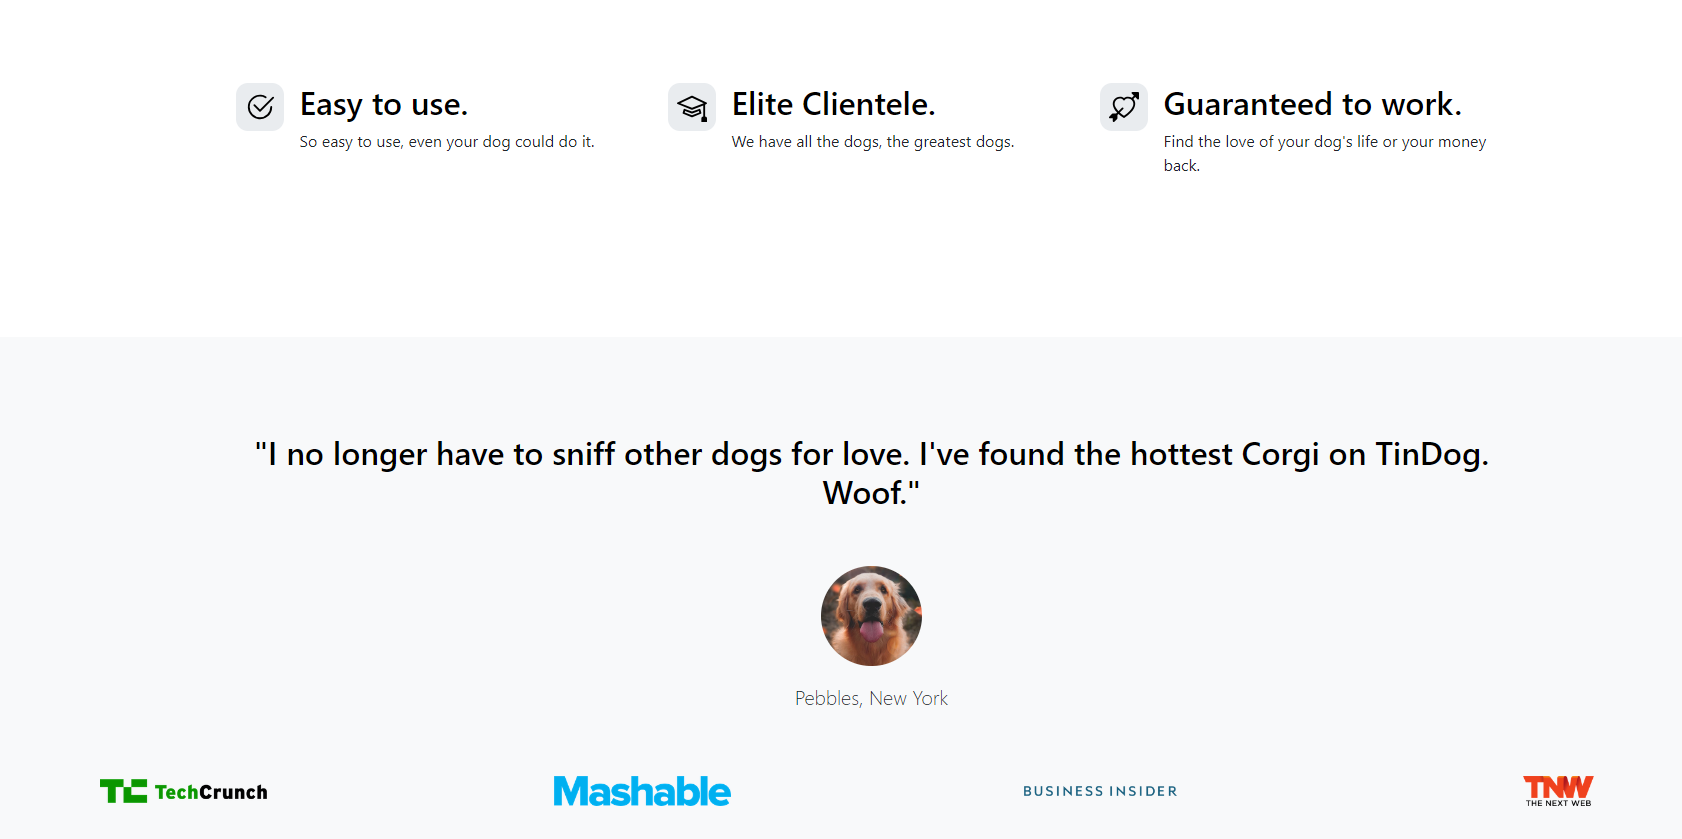 Easy to use.
So easy to use, even your dog could do it.
Elite Clientele.
We have all the dogs, the greatest dogs.
Guaranteed to work.
Find the love of your dog's life or your money
back.
"I no longer have to sniff other dogs for love. I've found the hottest Corgi on TinDog.
Woof."
Pebbles, New York
TC TechCrunch
Mashable
BUSINESS INSIDER
TNW
THE NEXT WEB